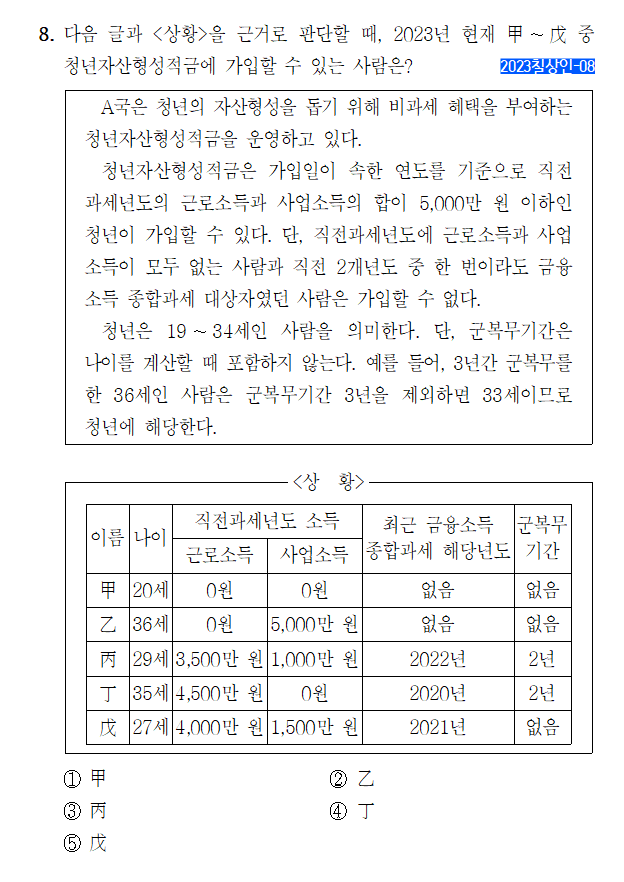 8. 다음 글과 <상황>을 근거로 판단할 때, 2023년 현재 甲 ~ 戊 중
청년자산형성적금에 가입할 수 있는 사람은? 2023칠상인-08
A국은 청년의 자산형성을 돕기 위해 비과세 혜택을 부여하는
청년자산형성적금을 운영하고 있다.
청년자산형성적금은 가입일이 속한 연도를 기준으로 직전
과세년도의 근로소득과 사업소득의 합이 5,000만 원 이하인
청년이 가입할 수 있다. 단, 직전과세년도에 근로소득과 사업
소득이 모두 없는 사람과 직전 2개년도 중 한 번이라도 금융
소득 종합과세 대상자였던 사람은 가입할 수 없다.
청년은 19 ~ 34세인 사람을 의미한다. 단, 군복무기간은
나이를 계산할 때 포함하지 않는다. 예를 들어, 3년간 군복무를
한 36세인 사람은 군복무기간 3년을 제외하면 33세이므로
청년에 해당한다.
<상 황>
이름 나이 직전과세년도 소득 최근 금융소득 군복무
근로소득 사업소득 종합과세 해당년도 기간
甲 20세 0원 0원 없음 없음
乙 36세 0원 5,000만 원 없음 없음
丙 29세 3,500만 원 1,000만 원 2022년 2년
丁 35세 4,500만 원 0원 2020년 2년
戊 27세 4,000만 원 1,500만 원 2021년 없음
① 甲 ② 乙
③ 丙 ④ 丁
⑤ 戊